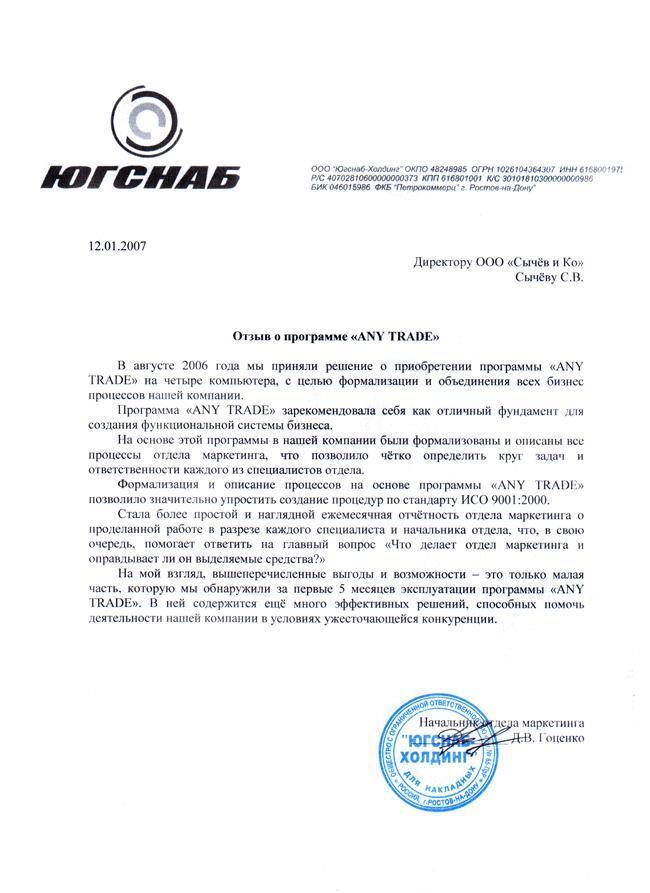 ЮГСНАБ
ООО "Югснаб-Холдинг" ОКПО 48248985 ОГРН 1026104364307 ИНН 616800197
Р/С 40702810600000000373 КПП 616801001 К/С 30101810300000000986
БИК 046015986 ФКБ "Петрокоммерц" г. Ростов-на-Дону"
12.01.2007
Директору ООО «Сычёв и Ко»
Сычёву С.В.
Отзыв о программе «ANY TRADE»
В августе 2006 года мы приняли решение о приобретении программы «ANY
TRADE» на четыре компьютера, с целью формализации и объединения всех бизнес
процессов нашей компании.
Программа «ANY TRADE» зарекомендовала себя как отличный фундамент для
создания функциональной системы бизнеса.
На основе этой программы в нашей компании были формализованы и описаны все
процессы отдела маркетинга, что позволило чётко определить круг задач и
ответственности каждого из специалистов отдела.
Формализация и описание процессов на основе программы «ANY TRADE»
позволило значительно упростить создание процедур по стандарту ИСО 9001:2000.
Стала более простой и наглядной ежемесячная отчётность отдела маркетинга о
проделанной работе в разрезе каждого специалиста и начальника отдела, что, в свою
очередь, помогает ответить на главный вопрос «Что делает отдел маркетинга и
оправдывает ли он выделяемые средства?»
На мой взгляд, вышеперечисленные выгоды и возможности – это только малая
часть, которую мы обнаружили за первые 5 месяцев эксплуатации программы «ANY
TRADE». В ней содержится ещё много эффективных решений, способных помочь
деятельности нашей компании в условиях ужесточающейся конкуренции.
Начальник отдела маркетинга
Д.В. Гоценко
ОБЩЕСТВО С ОГРАНИЧЕННОЙ ОТВЕТСТВЕННОСТЬЮ
"ЮГСНАБ-
ХОЛДИНГ"
ДЛЯ НАКЛАДНЫХ
РОССИЯ, г.РОСТОВ-НА-ДОНУ